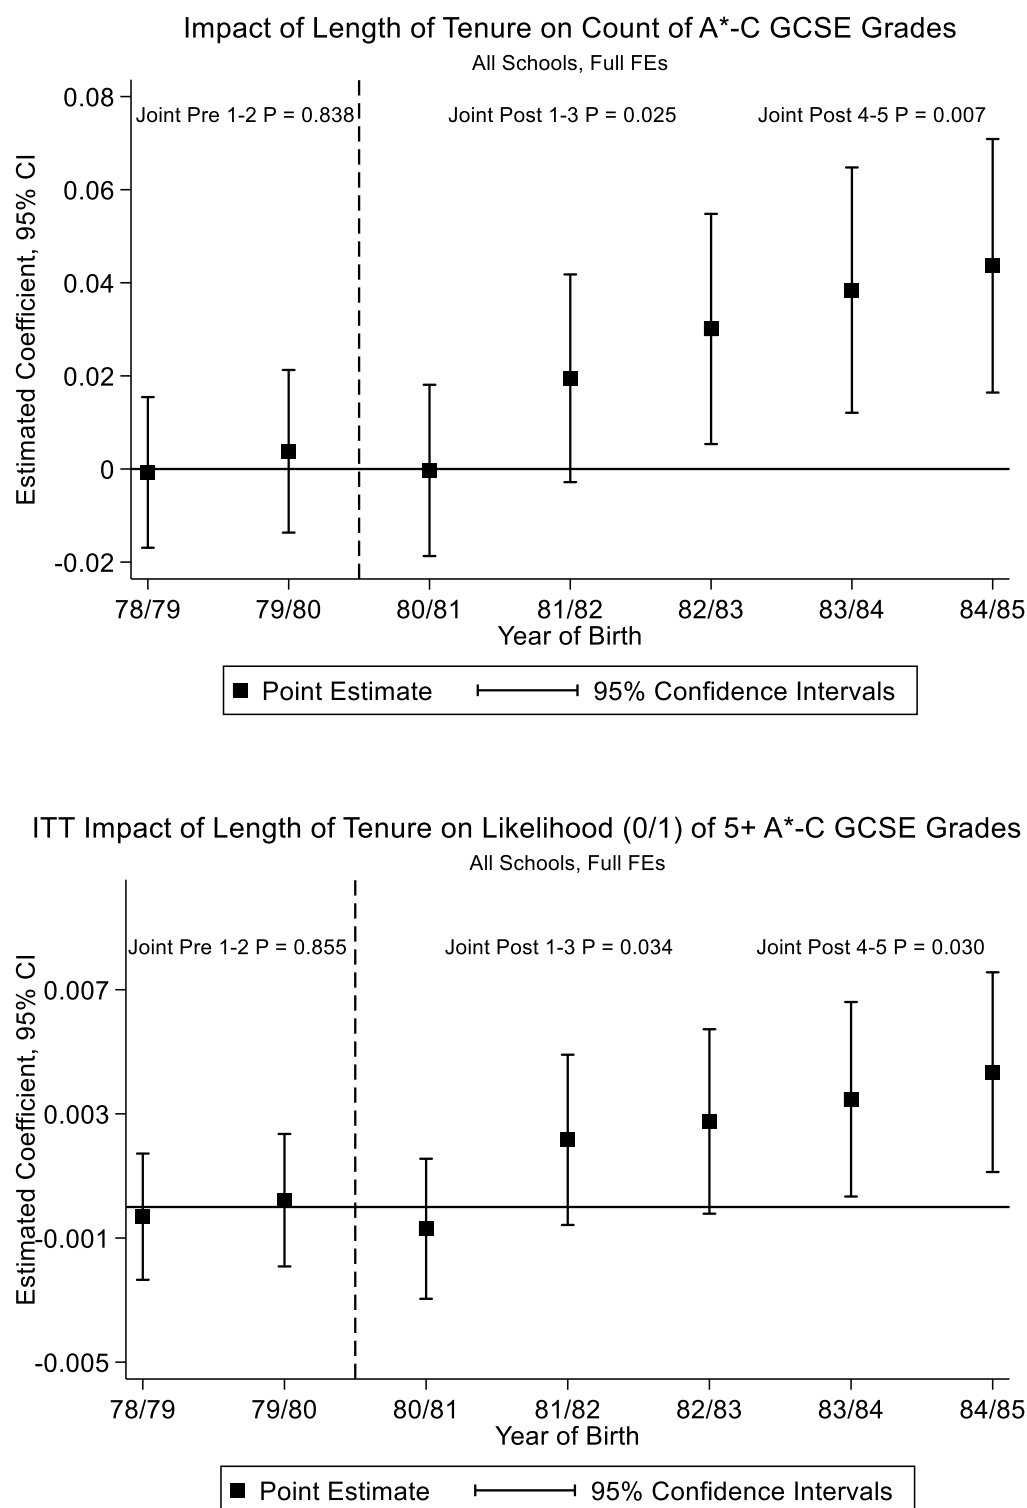 Impact of Length of Tenure on Count of A*-C GCSE Grades
All Schools, Full FEs
Joint Pre 1-2 P = 0.838
Joint Post 1-3 P = 0.025
Joint Post 4-5 P = 0.007
Estimated Coefficient, 95% CI
0.08
0.06
0.04
0.02
0
-0.02
78/79 79/80 80/81 81/82 82/83 83/84 84/85
Year of Birth
Point Estimate 95% Confidence Intervals
ITT Impact of Length of Tenure on Likelihood (0/1) of 5+ A*-C GCSE Grades
All Schools, Full FEs
Joint Pre 1-2 P = 0.855
Joint Post 1-3 P = 0.034
Joint Post 4-5 P = 0.030
Estimated Coefficient, 95% CI
0.007
0.003
-0.001
-0.005
78/79 79/80 80/81 81/82 82/83 83/84 84/85
Year of Birth
Point Estimate 95% Confidence Intervals